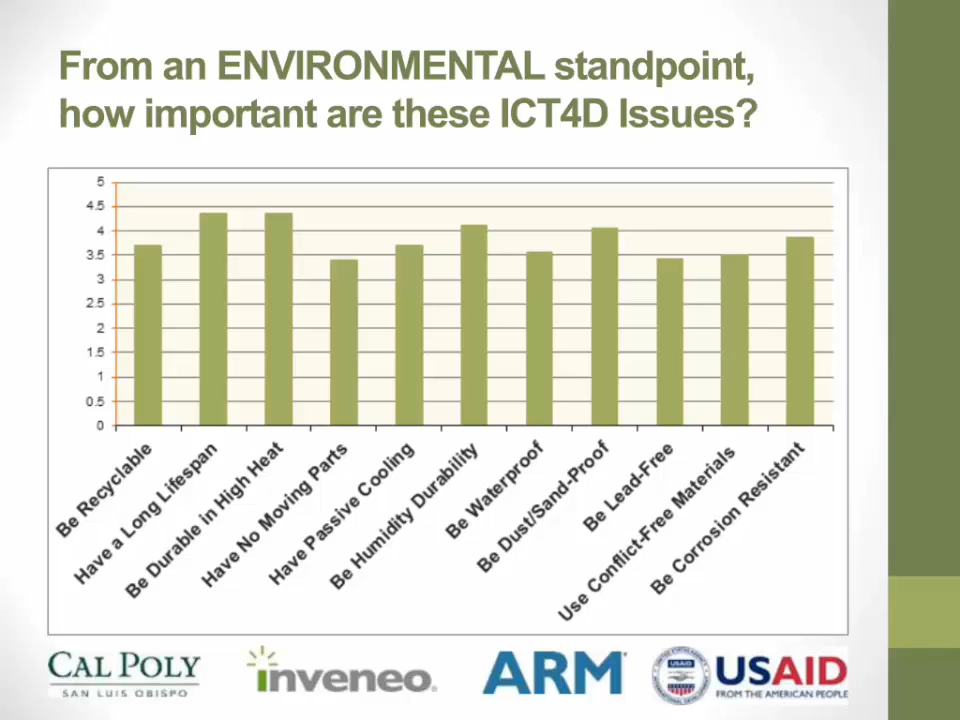 From an ENVIRONMENTAL standpoint,
how important are these ICT4D Issues?
5
4.5
4
3.5
3
2.5
2
1.5
1
0.5
0
Be Recyclable
Have a Long Lifespan
Be Durable in High Heat
Have No Moving Parts
Have Passive Cooling
Be Humidity Durability
Be Waterproof
Be Dust/Sand-Proof
Be Lead-Free
Use Conflict-Free Materials
Be Corrosion Resistant
CAL POLY
SAN LUIS OBISPO
inveneo
ARM
USAID
USAID
FROM THE AMERICAN PEOPLE